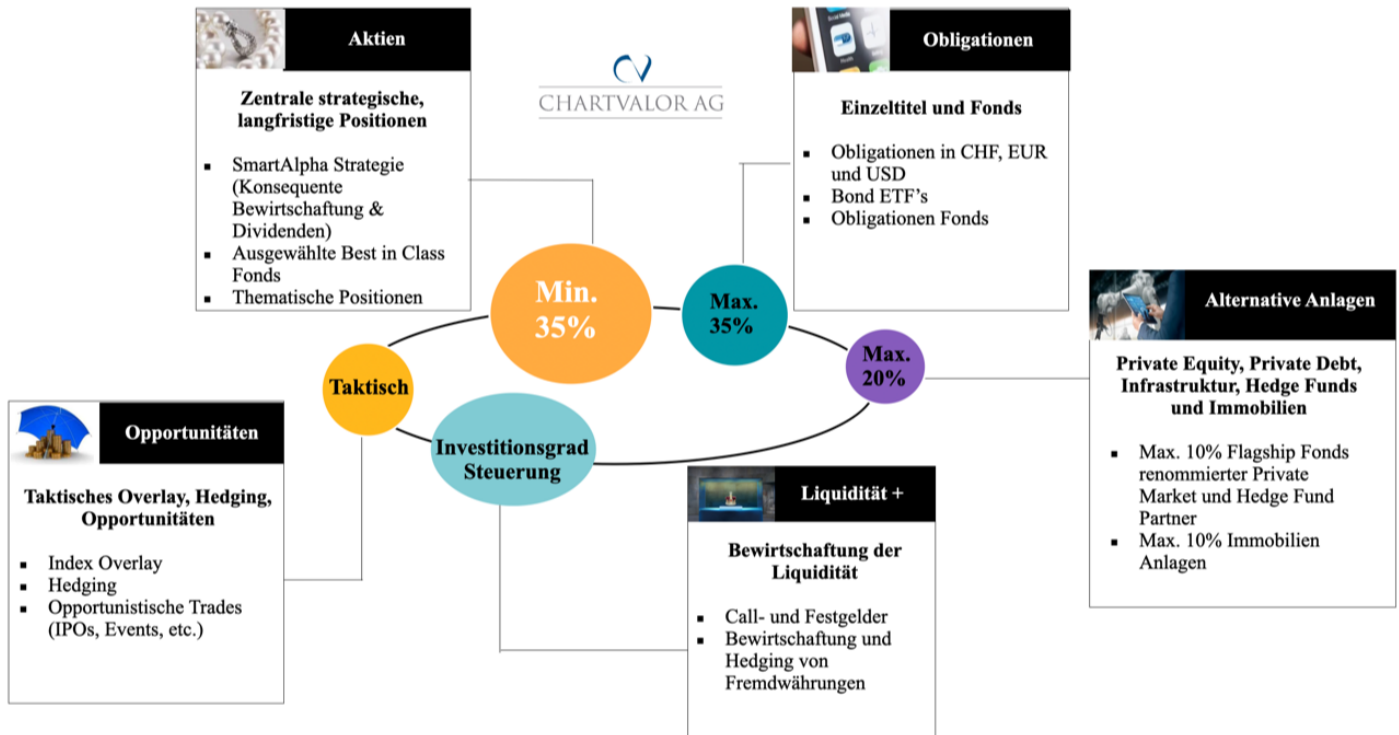 Aktien
Zentrale strategische,
langfristige Positionen
▪ SmartAlpha Strategie
(Konsequente
Bewirtschaftung &
Dividenden)
▪ Ausgewählte Best in Class
Fonds
▪ Thematische Positionen
CV
CHARTVALOR AG
Obligationen
Einzeltitel und Fonds
▪ Obligationen in CHF, EUR
und USD
▪ Bond ETF’s
▪ Obligationen Fonds
Alternative Anlagen
Private Equity, Private Debt,
Infrastruktur, Hedge Funds
und Immobilien
▪ Max. 10% Flagship Fonds
renommierter Private
Market und Hedge Fund
Partner
▪ Max. 10% Immobilien
Anlagen
Min.
35%
Max.
35%
Max.
20%
Taktisch
Investitionsgrad
Steuerung
Opportunitäten
Taktisches Overlay, Hedging,
Opportunitäten
▪ Index Overlay
▪ Hedging
▪ Opportunistische Trades
(IPOs, Events, etc.)
Liquidität +
Bewirtschaftung der
Liquidität
▪ Call- und Festgelder
▪ Bewirtschaftung und
Hedging von
Fremdwährungen